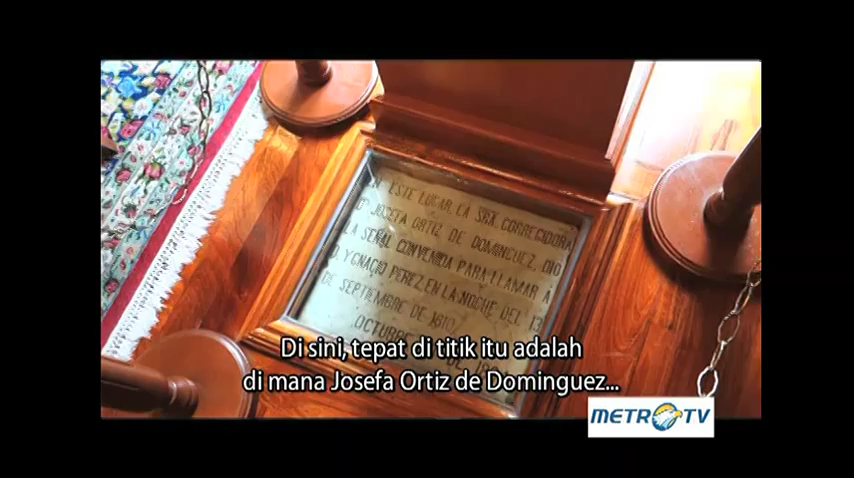 EN ESTE LUGAR, LA SRA. CORREGIDORA
Dª JOSEFA ORTIZ DE DOMINGUEZ, DIO
LA SEÑAL CONVENIDA PARA LLAMAR A
D. YGNACIO PEREZ, EN LA NOCHE DEL 13
DE SEPTIEMBRE DE 1810.
OCTUBRE
Di sini, tepat di titik itu adalah
di mana Josefa Ortiz de Dominguez...
METRO TV